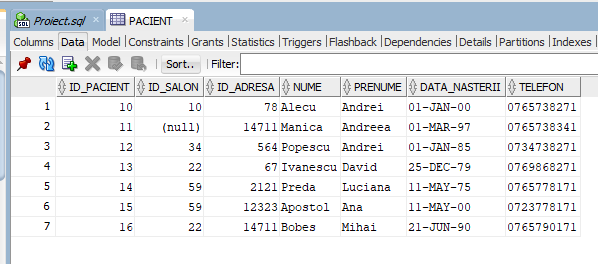 Proiect.sql PACIENT
Columns Data Model Constraints Grants Statistics Triggers Flashback Dependencies Details Partitions Indexes
Sort.. Filter:
ID_PACIENT ID_SALON ID_ADRESA NUME PRENUME DATA_NASTERII TELEFON
1 10 10 78 Alecu Andrei 01-JAN-00 0765738271
2 11 (null) 14711 Manica Andreea 01-MAR-97 0765738341
3 12 34 564 Popescu Andrei 01-JAN-85 0734738271
4 13 22 67 Ivanescu David 25-DEC-79 0769868271
5 14 59 2121 Preda Luciana 11-MAY-75 0765778171
6 15 59 12323 Apostol Ana 11-MAY-00 0723778171
7 16 22 14711 Bobes Mihai 21-JUN-90 0765790171